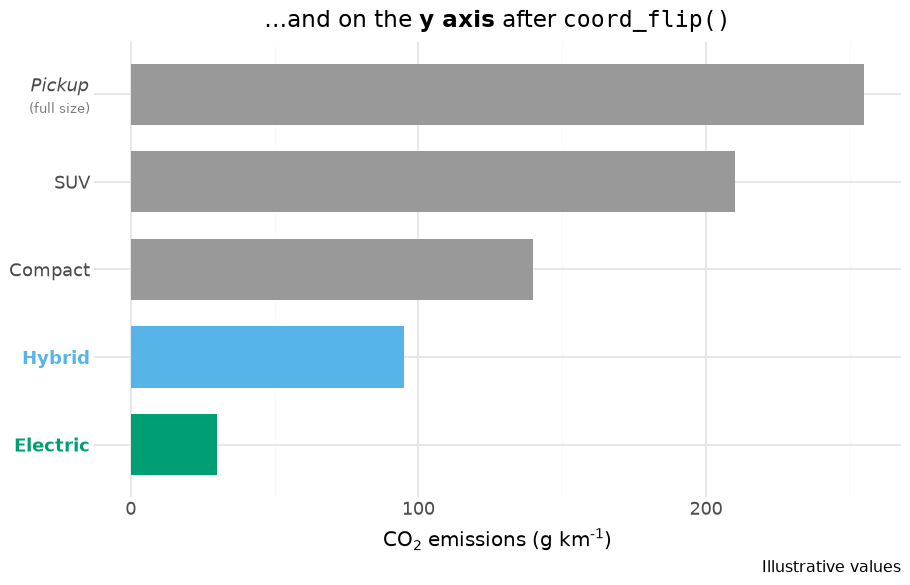 …and on the y axis after coord_flip()
Pickup
(full size)
SUV
Compact
Hybrid
Electric
0 100 200
CO₂ emissions (g km⁻¹)
Illustrative values